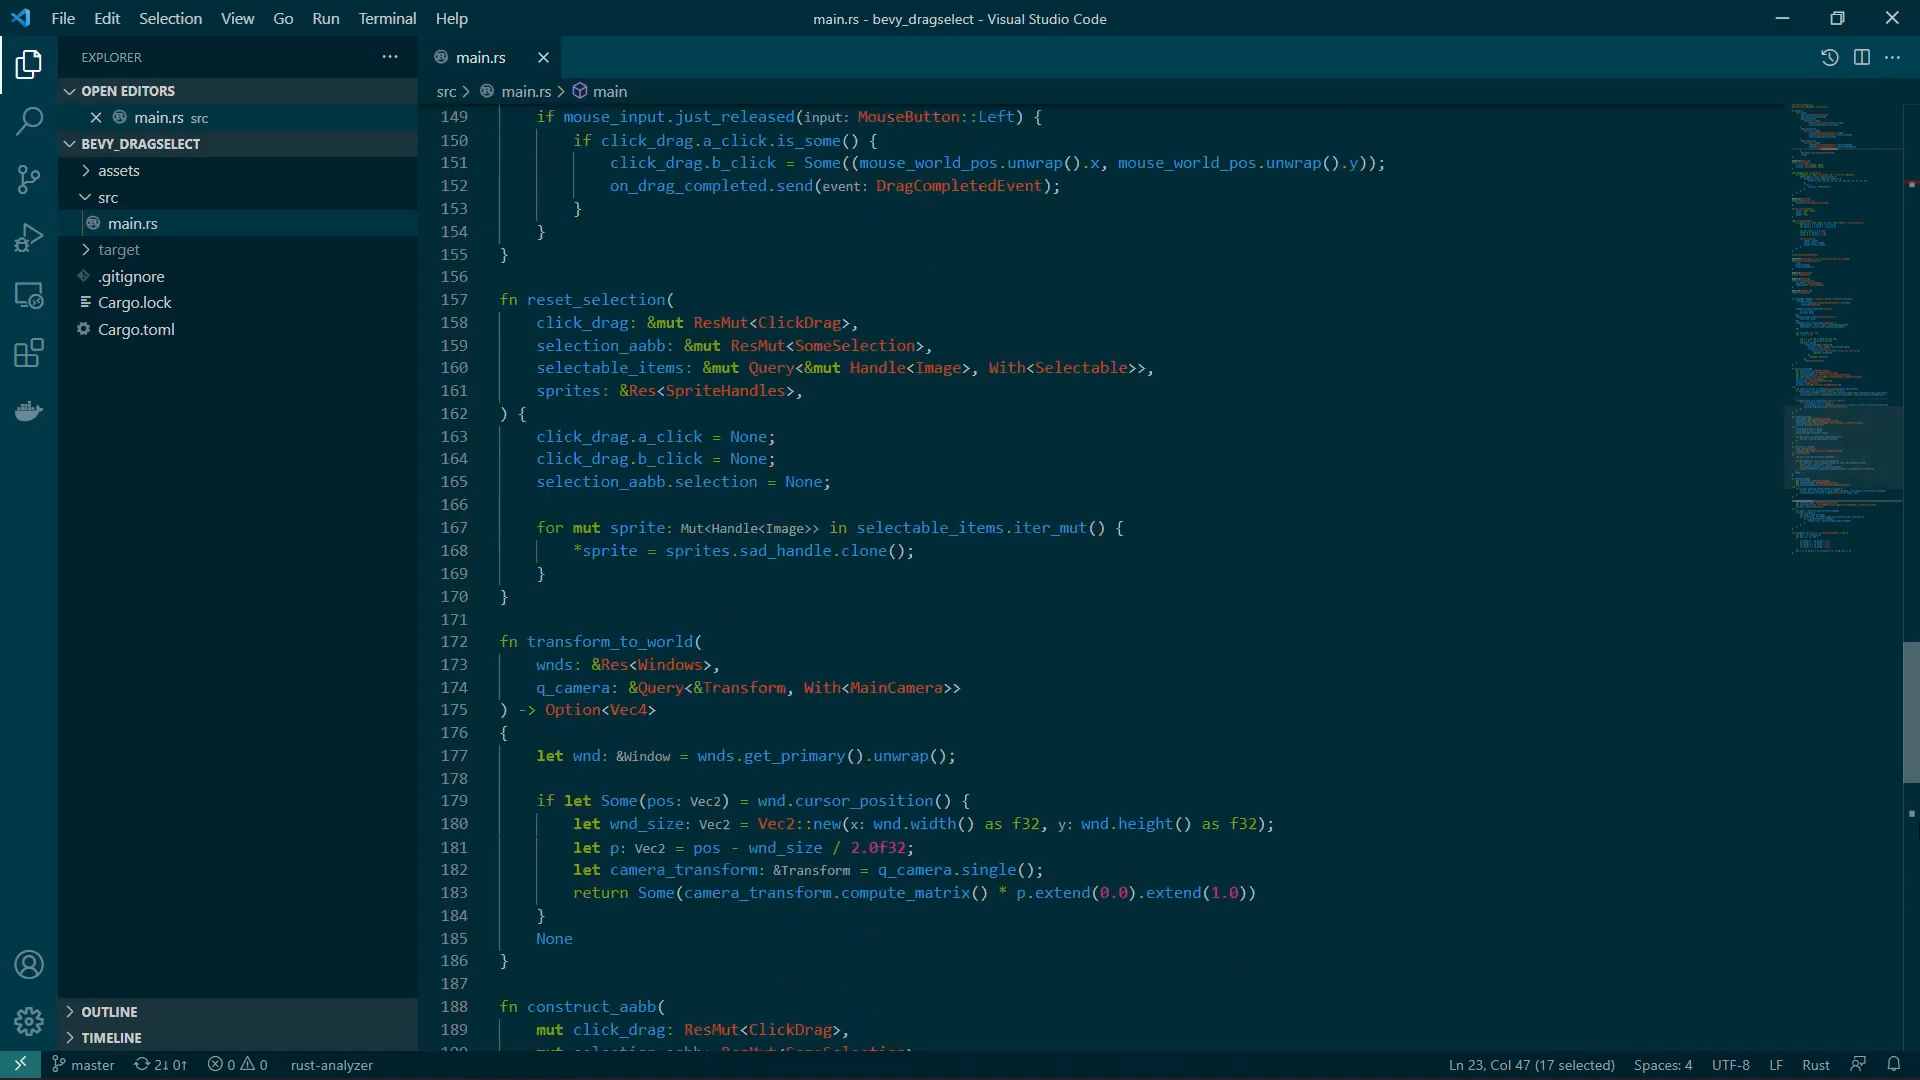 File Edit Selection View Go Run Terminal Help
main.rs - bevy_dragselect - Visual Studio Code
EXPLORER
OPEN EDITORS
main.rs src
BEVY_DRAGSELECT
assets
src
main.rs
target
.gitignore
Cargo.lock
Cargo.toml
OUTLINE
TIMELINE
main.rs
src > main.rs > main
149 if mouse_input.just_released(input: MouseButton::Left) {
150 if click_drag.a_click.is_some() {
151 click_drag.b_click = Some((mouse_world_pos.unwrap().x, mouse_world_pos.unwrap().y));
152 on_drag_completed.send(event: DragCompletedEvent);
153 }
154 }
155 }
156
157 fn reset_selection(
158 click_drag: &mut ResMut<ClickDrag>,
159 selection_aabb: &mut ResMut<SomeSelection>,
160 selectable_items: &mut Query<&mut Handle<Image>, With<Selectable>>,
161 sprites: &Res<SpriteHandles>,
162 ) {
163 click_drag.a_click = None;
164 click_drag.b_click = None;
165 selection_aabb.selection = None;
166
167 for mut sprite: Mut<Handle<Image>> in selectable_items.iter_mut() {
168 *sprite = sprites.sad_handle.clone();
169 }
170 }
171
172 fn transform_to_world(
173 wnds: &Res<Windows>,
174 q_camera: &Query<&Transform, With<MainCamera>>
175 ) -> Option<Vec4>
176 {
177 let wnd: &Window = wnds.get_primary().unwrap();
178
179 if let Some(pos: Vec2) = wnd.cursor_position() {
180 let wnd_size: Vec2 = Vec2::new(x: wnd.width() as f32, y: wnd.height() as f32);
181 let p: Vec2 = pos - wnd_size / 2.0f32;
182 let camera_transform: &Transform = q_camera.single();
183 return Some(camera_transform.compute_matrix() * p.extend(0.0).extend(1.0))
184 }
185 None
186 }
187
188 fn construct_aabb(
189 mut click_drag: ResMut<ClickDrag>,
190 mut selection_aabb: ResMut<SomeSelection>,
master 2↓ 0↑ 0 0 rust-analyzer
Ln 23, Col 47 (17 selected) Spaces: 4 UTF-8 LF Rust